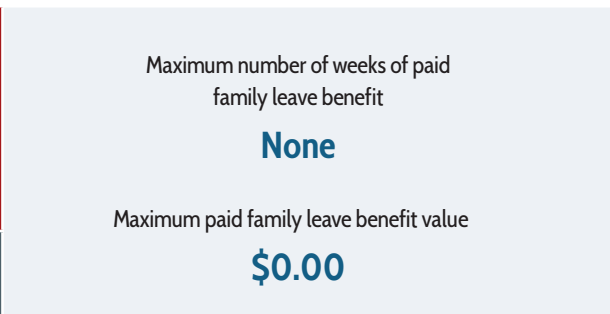 Maximum number of weeks of paid
family leave benefit
None
Maximum paid family leave benefit value
$0.00